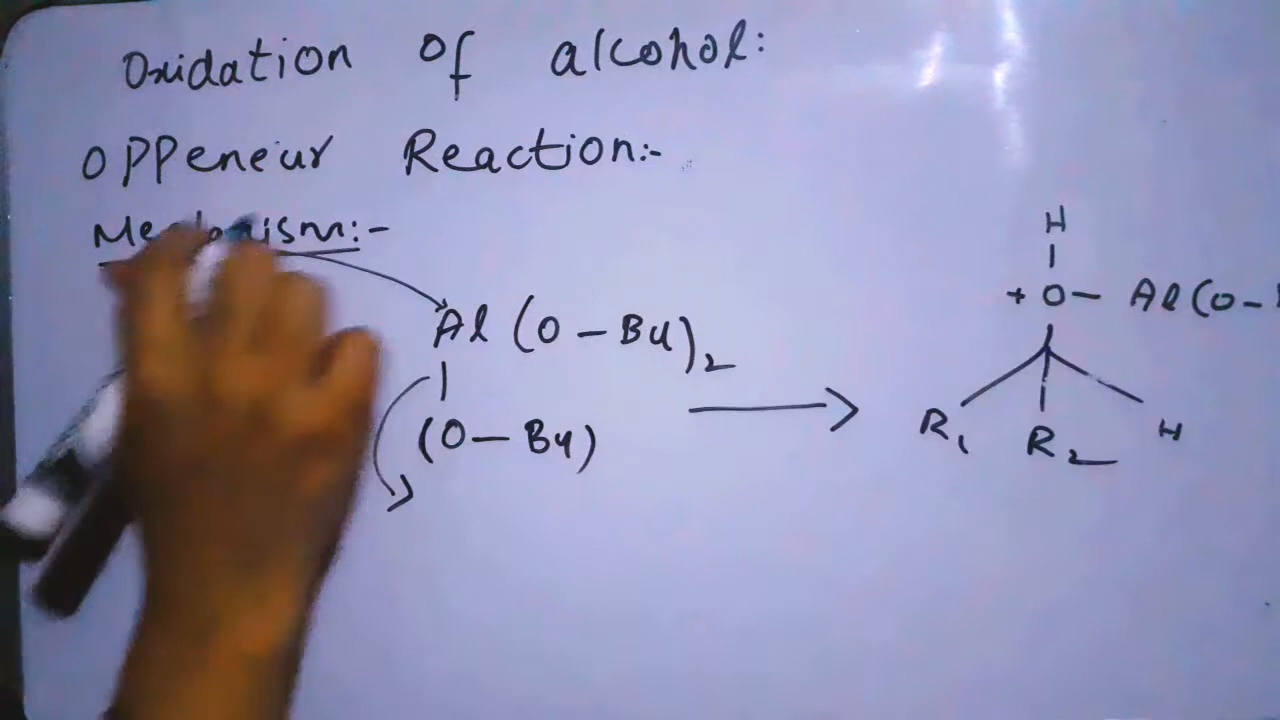 Oxidation of alcohol:
Oppeneur Reaction:-
H
Al (O - Bu)2
+ O - Al (O -
(O - Bu)
R1 R2 H